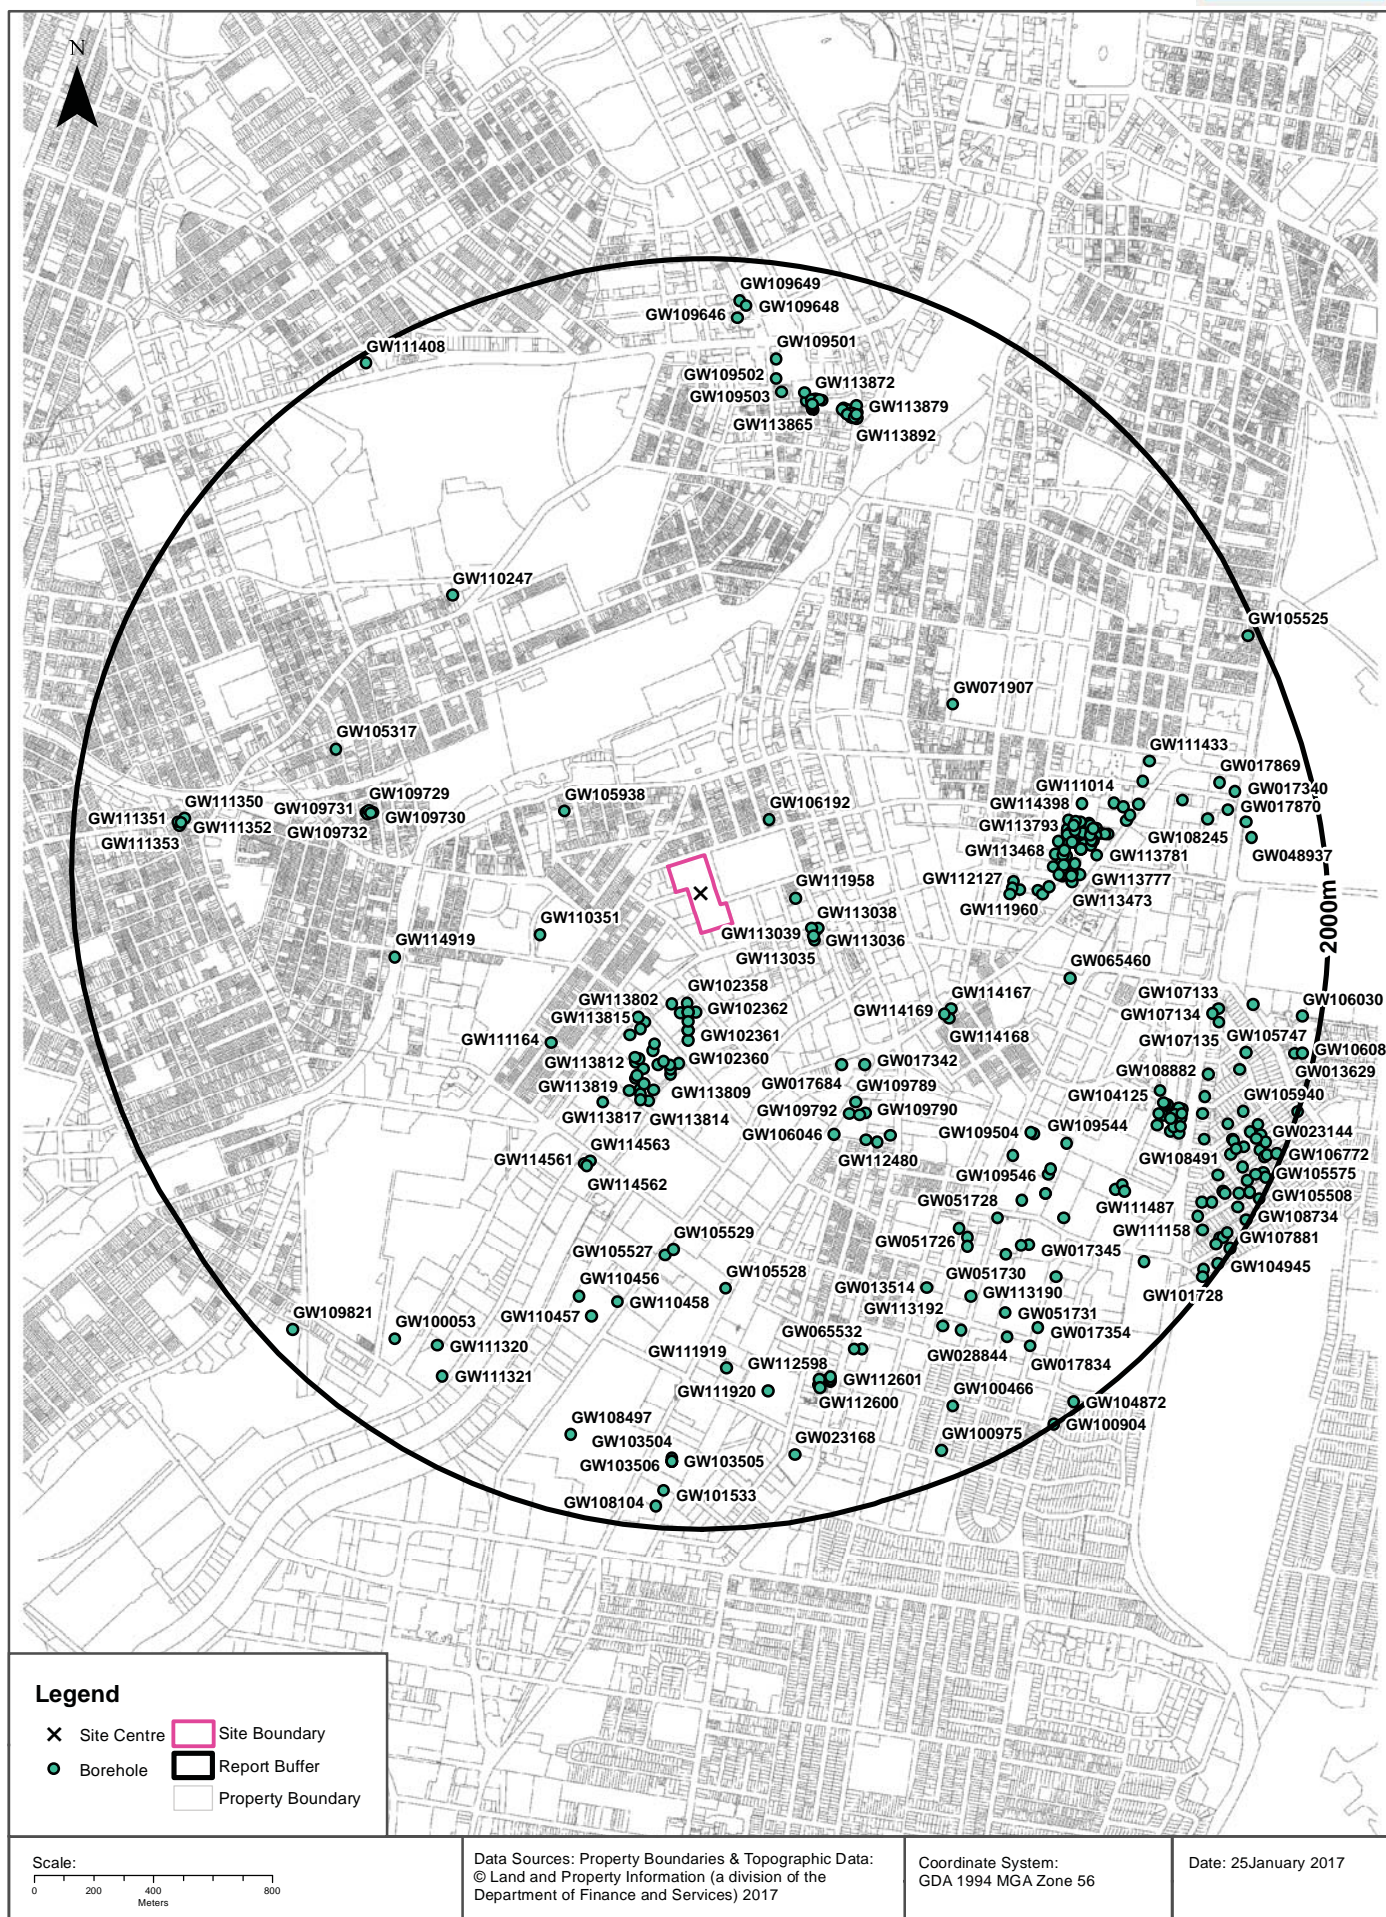 N
GW109649
GW109648
GW109646
GW109501
GW111408
GW109502
GW113872
GW109503
GW113879
GW113865
GW113892
GW110247
GW105525
GW071907
GW105317
GW111433
GW017869
GW111014
GW017340
GW109729
GW111350
GW109731
GW105938
GW106192
GW114398
GW017870
GW111351
GW109730
GW113793
GW111352
GW109732
GW108245
GW111353
GW113468
GW113781
GW048937
GW112127
GW113777
GW111958
GW111960
GW113473
GW110351
GW113038
GW113039
GW113036
GW114919
GW113035
2000m
GW065460
GW102358
GW113802
GW102362
GW114167
GW107133
GW106030
GW113815
GW114169
GW107134
GW102361
GW114168
GW105747
GW111164
GW107135
GW113812
GW102360
GW017342
GW10608
GW108882
GW013629
GW017684
GW109789
GW113819
GW113809
GW104125
GW105940
GW109792
GW109790
GW113817
GW113814
GW109504
GW109544
GW023144
GW106046
GW114563
GW112480
GW106772
GW114561
GW108491
GW109546
GW105575
GW114562
GW051728
GW111487
GW105508
GW108734
GW111158
GW105529
GW051726
GW107881
GW105527
GW017345
GW104945
GW110456
GW105528
GW013514
GW051730
GW101728
GW110458
GW113190
GW109821
GW110457
GW113192
GW051731
GW100053
GW065532
GW017354
GW111320
GW028844
GW111919
GW112598
GW017834
GW111321
GW112601
GW111920
GW100466
GW104872
GW112600
GW100904
GW108497
GW103504
GW023168
GW100975
GW103506
GW103505
GW101533
GW108104
Legend
Site Centre
Site Boundary
Borehole
Report Buffer
Property Boundary
Scale:
0 200 400 800
Meters
Data Sources: Property Boundaries & Topographic Data:
© Land and Property Information (a division of the
Department of Finance and Services) 2017
Coordinate System:
GDA 1994 MGA Zone 56
Date: 25January 2017